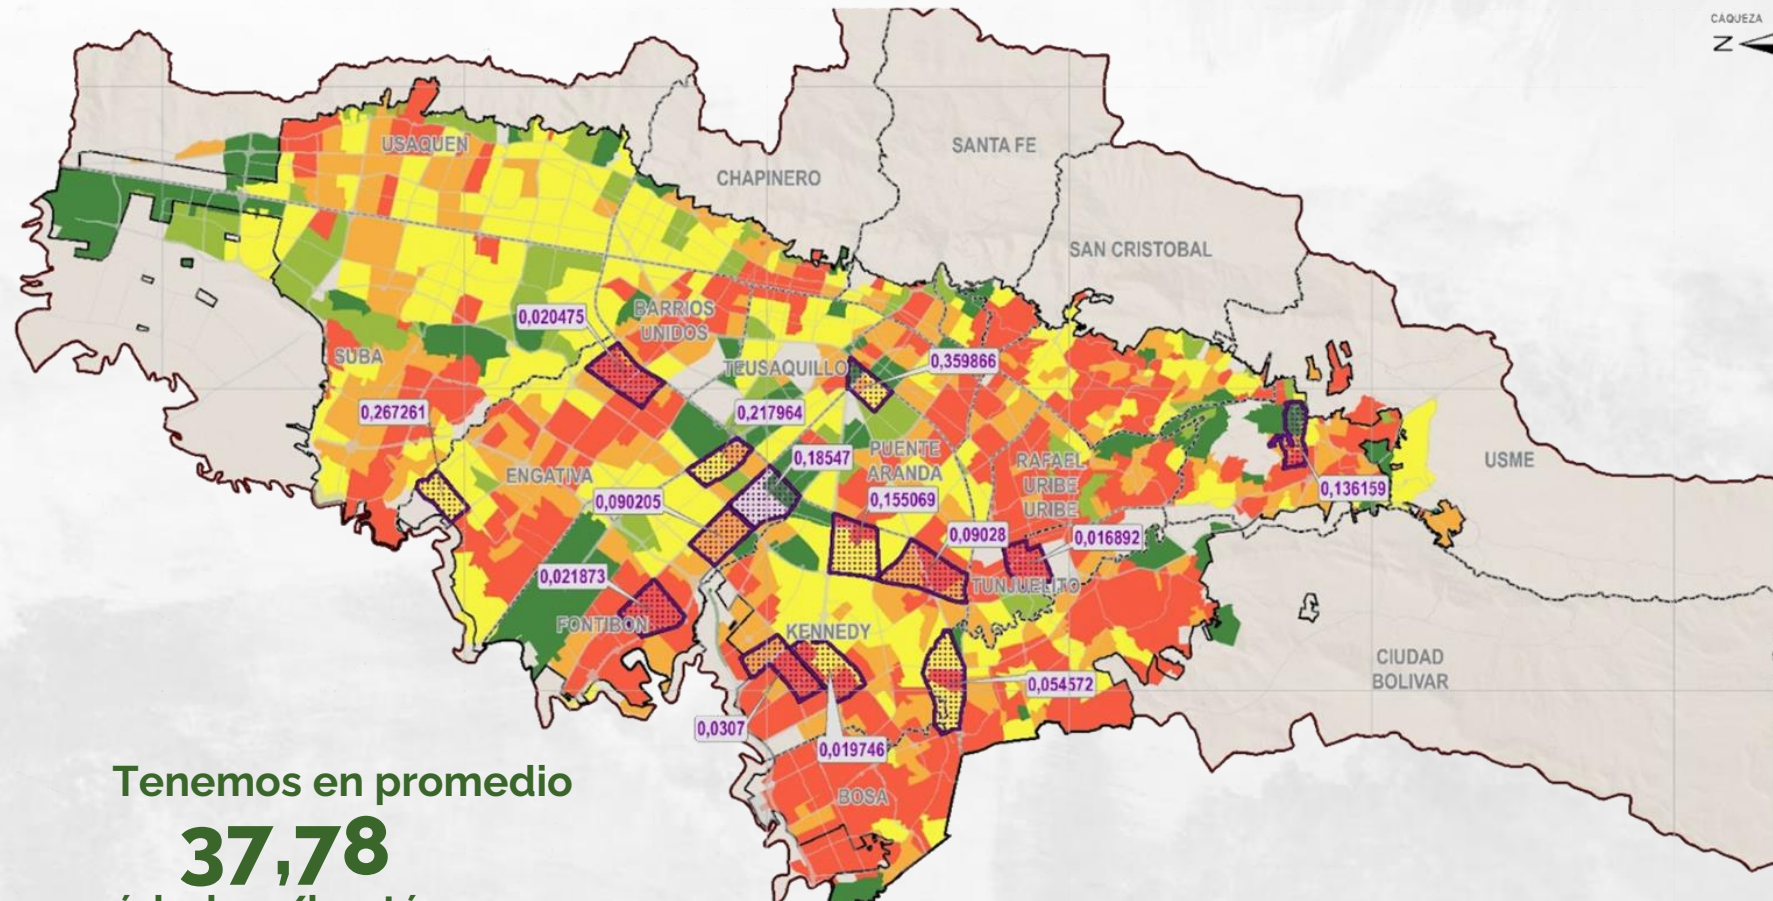 CÁQUEZA
N
USAQUEN
SANTA FE
CHAPINERO
SAN CRISTOBAL
0,020475
BARRIOS
UNIDOS
SUBA
TEUSAQUILLO
0,359866
0,267261
0,217964
ENGATIVA
0,18547
PUENTE
ARANDA
RAFAEL
URIBE
URIBE
USME
0,090205
0,155069
0,136159
0,09028
0,016892
0,021873
TUNJUELITO
FONTIBON
KENNEDY
CIUDAD
BOLIVAR
0,054572
0,0307
0,019746
BOSA
Tenemos en promedio
37,78